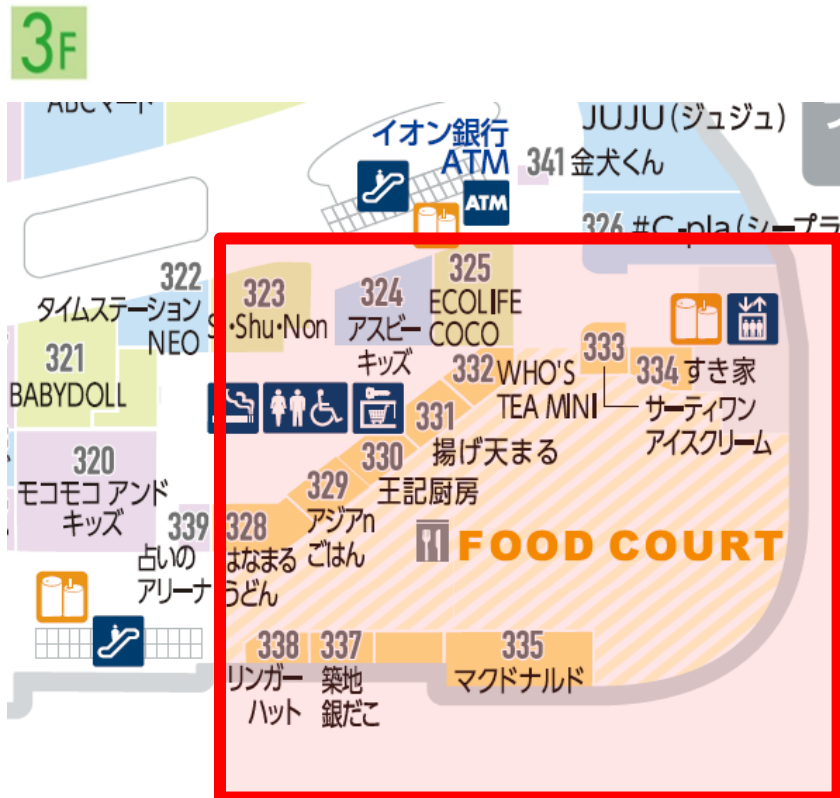 3F
ABCマート
イオン銀行
ATM
ATM
JUJU(ジュジュ)
341 金犬くん
326 #C-pla(シープラ
322
タイムステーション
NEO
323
・Shu・Non
324
アスビー
キッズ
325
ECOLIFE
COCO
321
BABYDOLL
332 WHO'S
TEA MINI
333
サーティワン
アイスクリーム
334 すき家
331
揚げ天まる
330
王記厨房
329
アジアn
ごはん
320
モコモコ アンド
キッズ
339
占いの
アリーナ
328
はなまる
うどん
FOOD COURT
338
リンガー
ハット
337
築地
銀だこ
335
マクドナルド